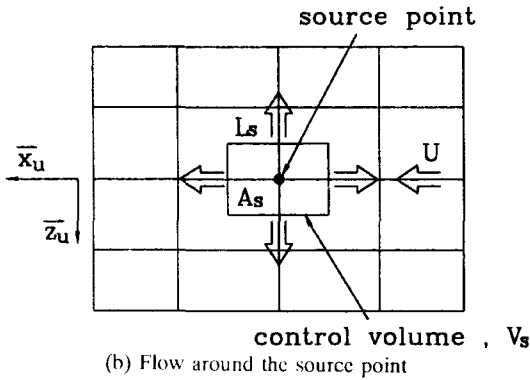 source point
Ls
U
x̄u
As
z̄u
control volume , Vs
(b) Flow around the source point